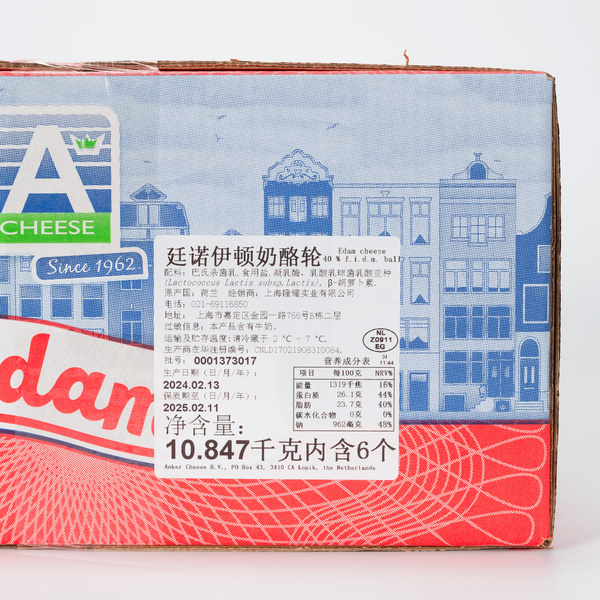 A
CHEESE
Since 1962
dam
廷诺伊顿奶酪轮 Edam cheese
40 % f.i.d.m. ball)
配料: 巴氏杀菌乳, 食用盐, 凝乳酶, 乳酸乳球菌乳酸亚种
(Lactococcus Lactis subsp.Lactis), β-胡萝卜素.
原产国: 荷兰 经销商: 上海隆耀实业有限公司
电话: 021-69116850
地址: 上海市嘉定区金园一路766号B栋二层
过敏信息: 本产品含有牛奶.
运输及贮存温度:请冷藏于 2 °C - 7 °C.
生产商在华注册编号: CNLD17021908310084.
NL
Z0911
EG
批号: 0001373017
34
11:44
生产日期 (日/月/年):
2024.02.13
保质期至 (日/月/年):
2025.02.11
营养成分表
项目 每100克 NRV%
能量 1319千焦 16%
蛋白质 26.1克 44%
脂肪 23.7克 40%
碳水化合物 0克 0%
钠 962毫克 48%
净含量:
10.847千克内含6个
Anker Cheese B.V., PO Box 43, 3410 CA Lopik, the Netherlands